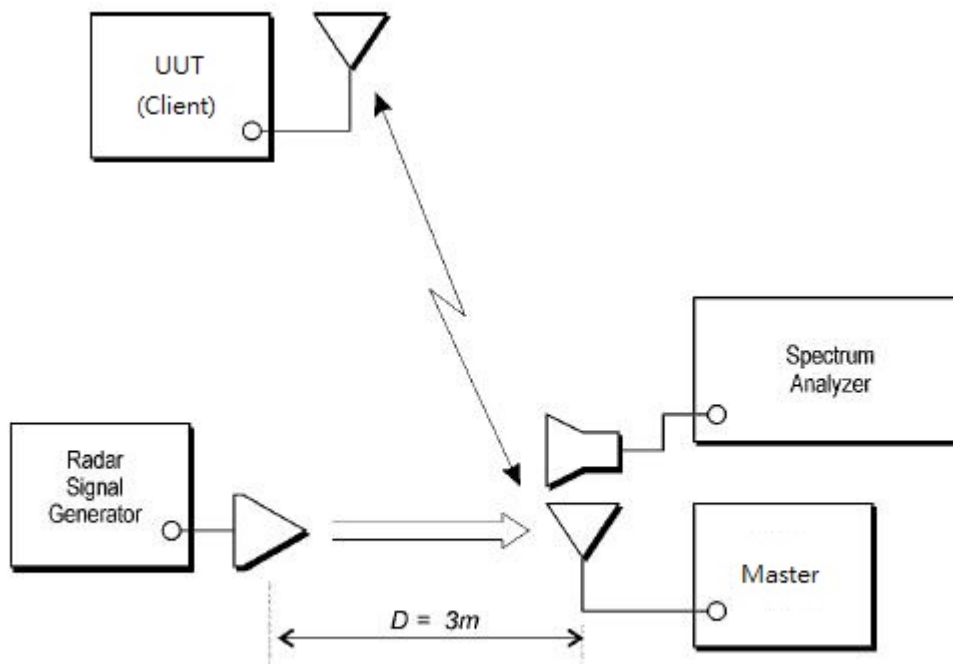 UUT
(Client)
Spectrum
Analyzer
Radar
Signal
Generator
Master
D = 3m